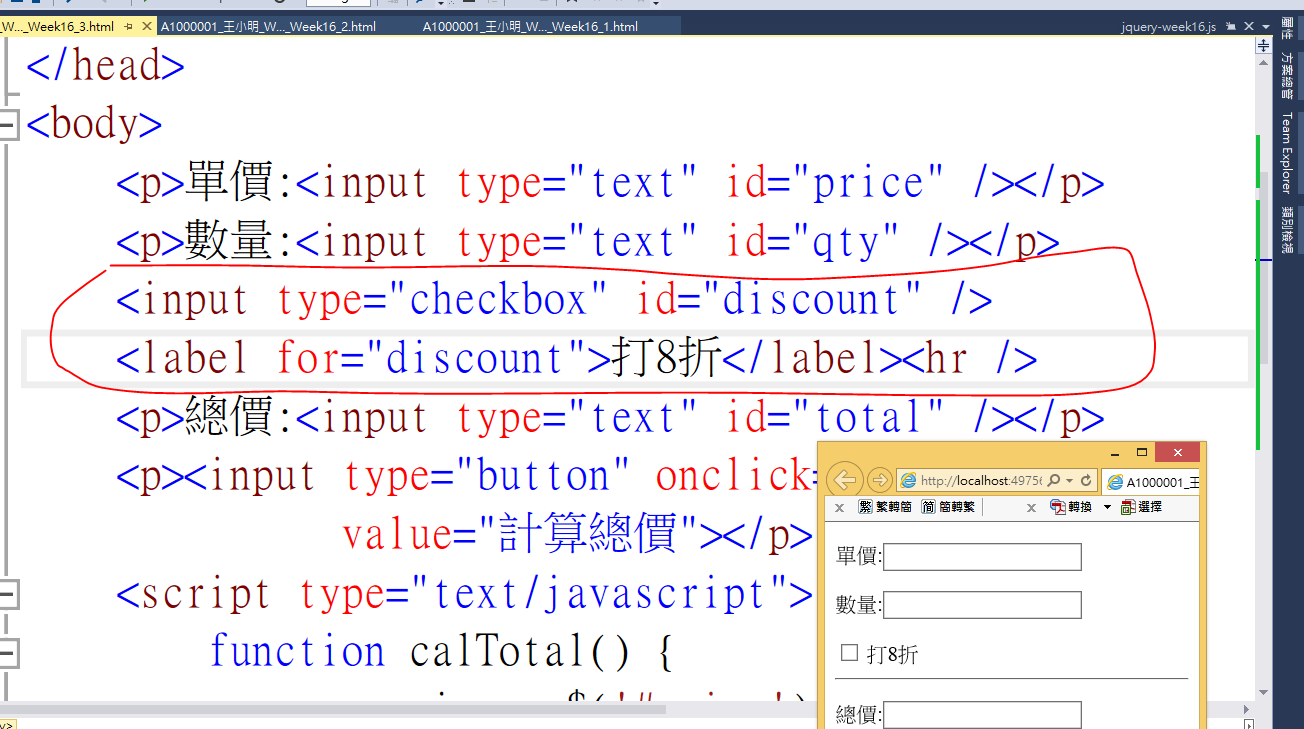 _W..._Week16_3.html
A1000001_王小明_W..._Week16_2.html
A1000001_王小明_W..._Week16_1.html
jquery-week16.js
</head>
<body>
<p>單價:<input type="text" id="price" /></p>
<p>數量:<input type="text" id="qty" /></p>
<input type="checkbox" id="discount" />
<label for="discount">打8折</label><hr />
<p>總價:<input type="text" id="total" /></p>
<p><input type="button" onclick=
value="計算總價"></p>
<script type="text/javascript">
function calTotal() {
http://localhost:49756
A1000001_王
繁 繁轉簡 简 簡轉繁
轉換
選擇
單價:
數量:
打8折
總價:
屬性
方案總管
Team Explorer
類別檢視